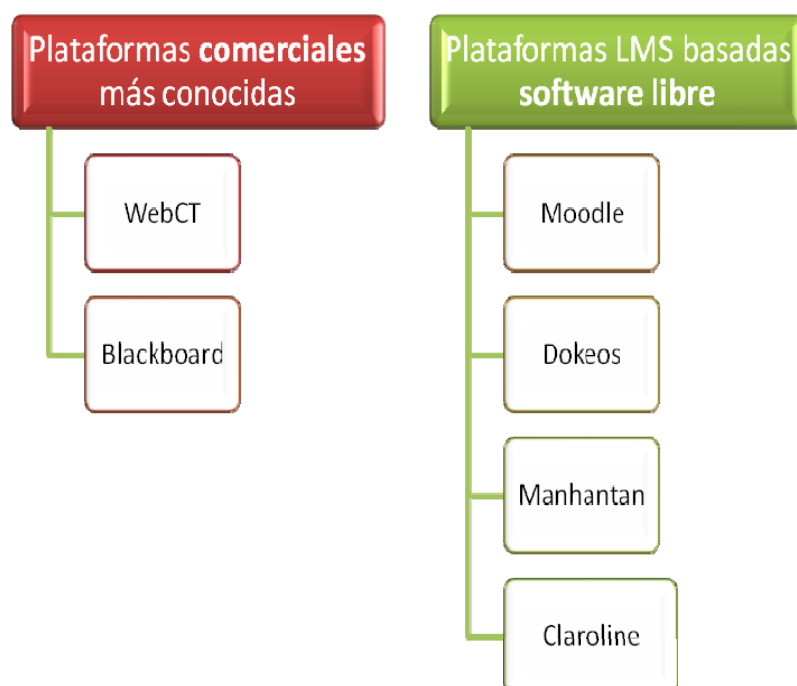 Plataformas comerciales
más conocidas
WebCT
Blackboard
Plataformas LMS basadas
software libre
Moodle
Dokeos
Manhantan
Claroline